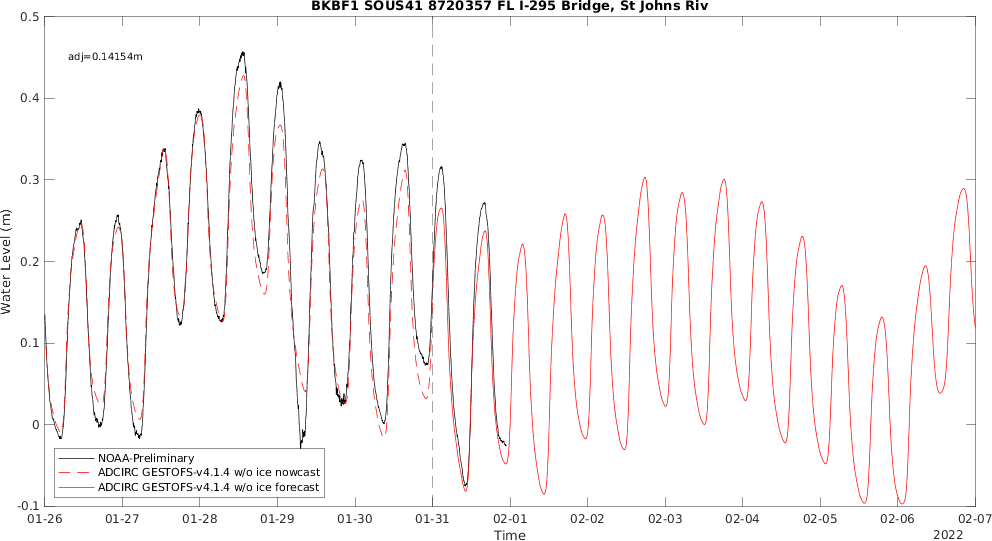 BKBF1 SOUS41 8720357 FL I-295 Bridge, St Johns Riv
adj=0.14154m
0.5
0.4
0.3
0.2
0.1
0
-0.1
Water Level (m)
NOAA-Preliminary
ADCIRC GESTOFS-v4.1.4 w/o ice nowcast
ADCIRC GESTOFS-v4.1.4 w/o ice forecast
01-26 01-27 01-28 01-29 01-30 01-31 02-01 02-02 02-03 02-04 02-05 02-06 02-07
Time
2022